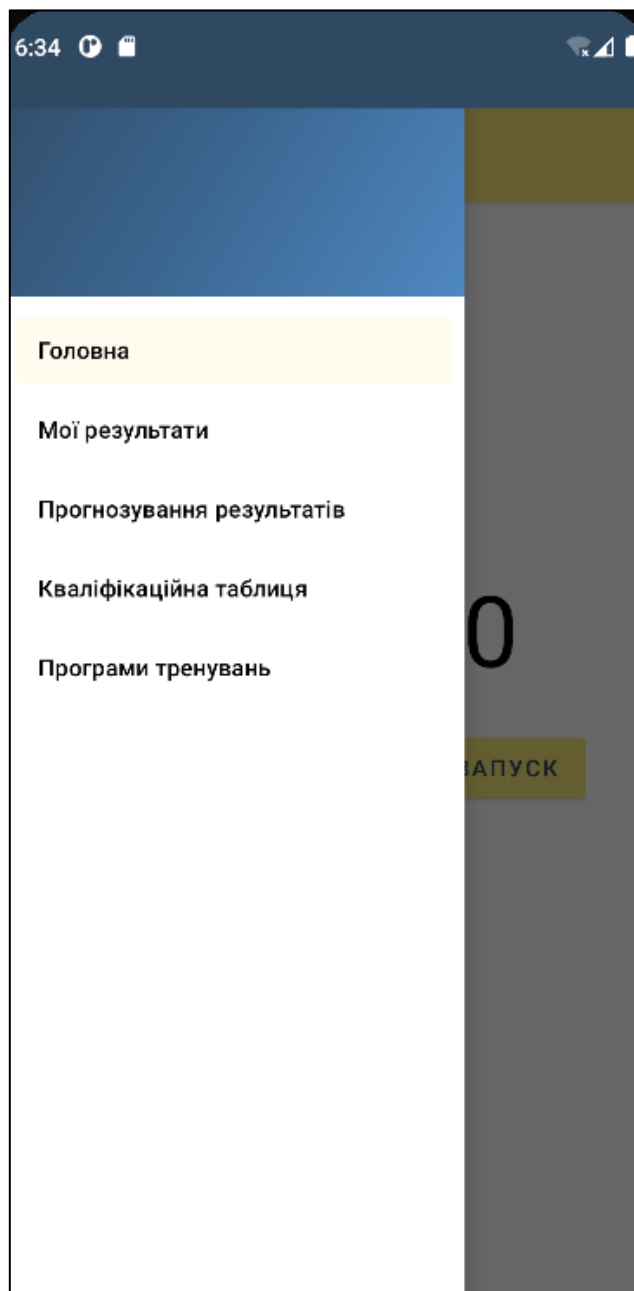 6:34
Головна
Мої результати
Прогнозування результатів
Кваліфікаційна таблиця
Програми тренувань
0
ЗАПУСК